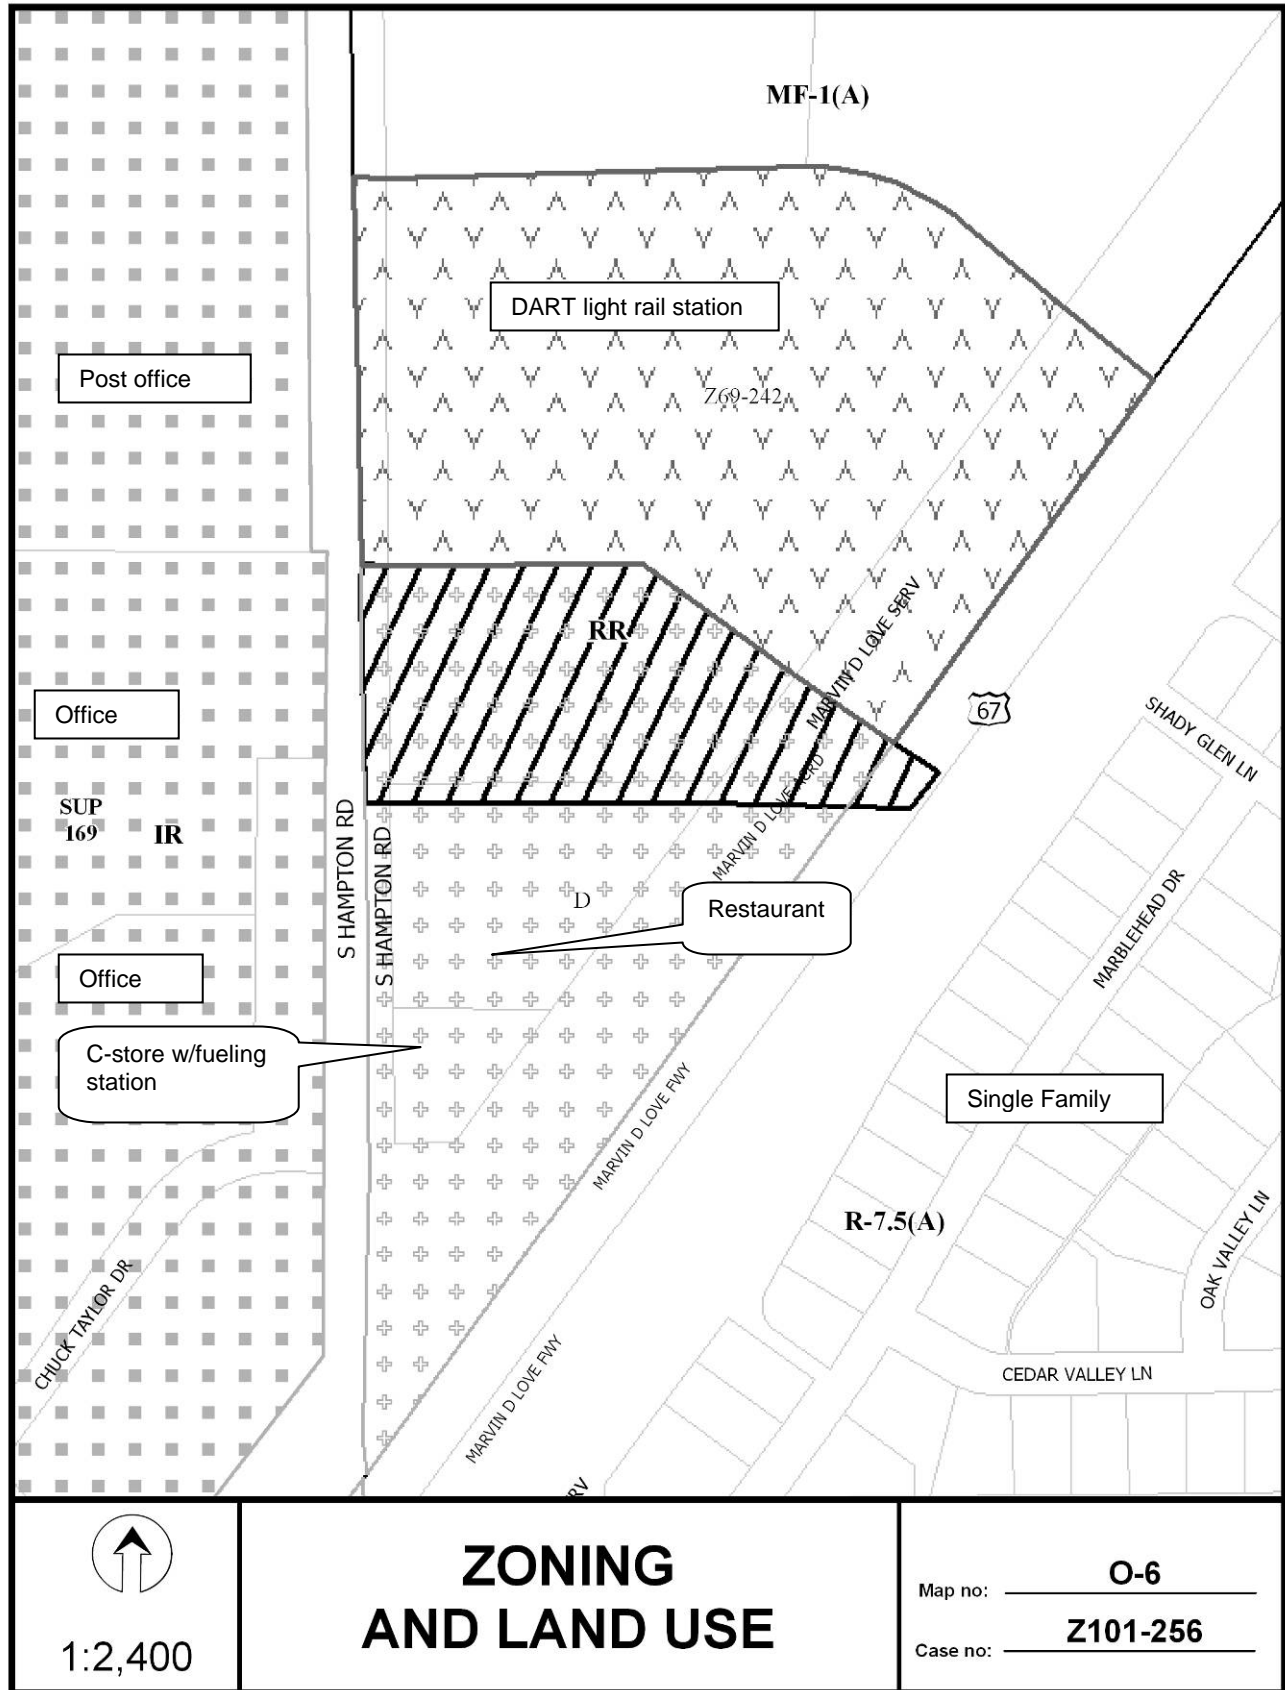 MF-1(A)
DART light rail station
Post office
Z69-242
MARVIN D LOVE SERV
RR
67
Office
SHADY GLEN LN
SUP
169
IR
S HAMPTON RD
S HAMPTON RD
MARVIN D LOVE ACRD
D
Restaurant
MARBLEHEAD DR
Office
C-store w/fueling
station
MARVIN D LOVE FWY
Single Family
R-7.5(A)
OAK VALLEY LN
CHUCK TAYLOR DR
MARVIN D LOVE FWY
CEDAR VALLEY LN
RV
1:2,400
ZONING
AND LAND USE
Map no: O-6
Case no: Z101-256